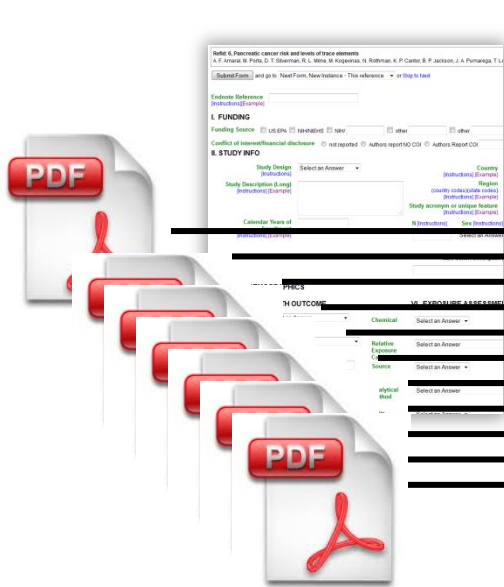 Refid: 6, Pancreatic cancer risk and levels of trace elements
A. F. Amaral, M. Porta, D. T. Silverman, R. L. Milne, M. Kogevinas, N. Rothman, K. P. Cantor, B. P. Jackson, J. A. Pumarega, T. L
Submit Form and go to Next Form, New Instance - This reference or Skip to Next
Endnote Reference
[Instructions][Example]
I. FUNDING
Funding Source US EPA NIH/NIEHS NIH/ other other
Conflict of interest/financial disclosure not reported Authors report NO COI Authors Report COI
II. STUDY INFO
Study Design Select an Answer Country
[Instructions] [Instructions] [Example]
Study Description (Long) Region
[Instructions] [Example] (country codes)(state codes)
[Instructions] [Example]
Study acronym or unique feature
[Instructions] [Example]
Calendar Years of N [Instructions] Sex [Instructions]
[Instructions] [Example] Select an Answer
PHICS
TH OUTCOME VI. EXPOSURE ASSESSME
Chemical Select an Answer
Relative Select an Answer
Exposure
Source Select an Answer
alytical Select an Answer
thod
PDF
PDF